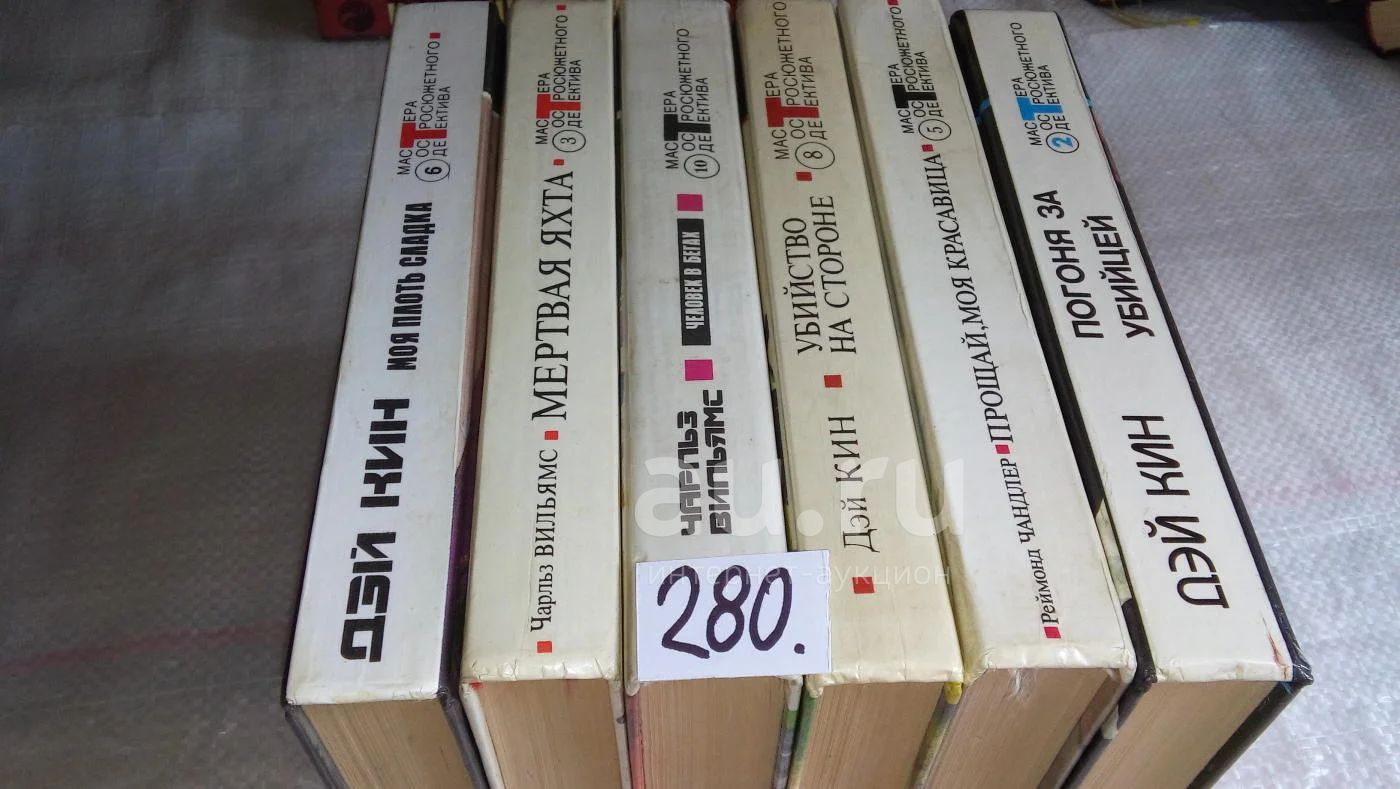 ДЭЙ КИН МОЯ ПЛОТЬ СЛАДКА
6
МАСТЕРА
ОСТРОСЮЖЕТНОГО
ДЕТЕКТИВА
Чарльз ВИЛЬЯМС МЕРТВАЯ ЯХТА
3
МАСТЕРА
ОСТРОСЮЖЕТНОГО
ДЕТЕКТИВА
ЧАРЛЬЗ
ВИЛЬЯМС
ЧЕЛОВЕК В БЕГАХ
10
МАСТЕРА
ОСТРОСЮЖЕТНОГО
ДЕТЕКТИВА
Дэй КИН
УБИЙСТВО
НА СТОРОНЕ
8
МАСТЕРА
ОСТРОСЮЖЕТНОГО
ДЕТЕКТИВА
Реймонд ЧАНДЛЕР ПРОЩАЙ, МОЯ КРАСАВИЦА
5
МАСТЕРА
ОСТРОСЮЖЕТНОГО
ДЕТЕКТИВА
ДЭЙ КИН
ПОГОНЯ ЗА
УБИЙЦЕЙ
2
МАСТЕРА
ОСТРОСЮЖЕТНОГО
ДЕТЕКТИВА
280.
au.ru
интернет-аукцион